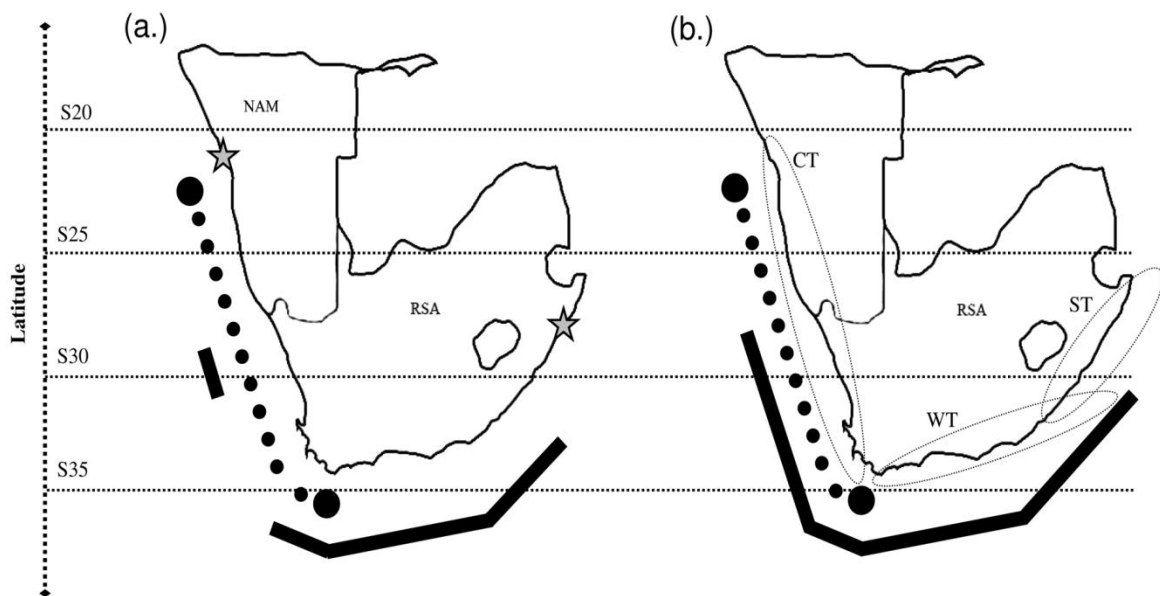 (a.)
(b.)
NAM
S20
CT
S25
RSA
RSA
ST
Latitude
S30
WT
S35